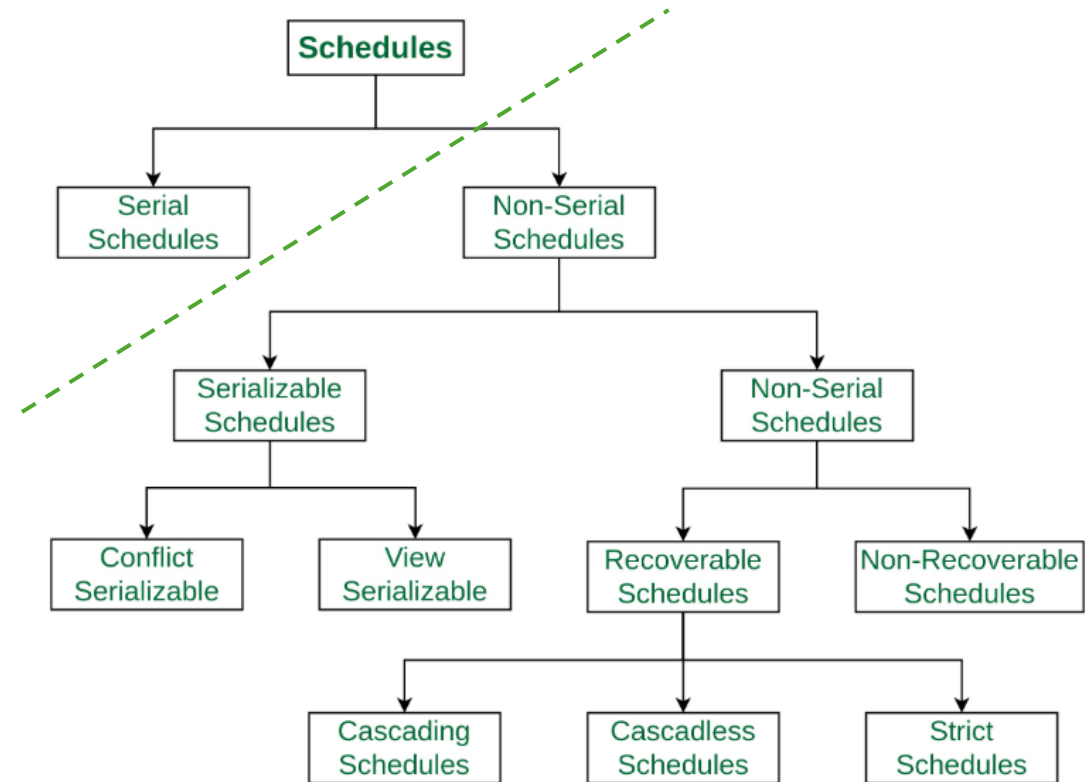 Schedules
Serial
Schedules
Non-Serial
Schedules
Serializable
Schedules
Non-Serial
Schedules
Conflict
Serializable
View
Serializable
Recoverable
Schedules
Non-Recoverable
Schedules
Cascading
Schedules
Cascadless
Schedules
Strict
Schedules